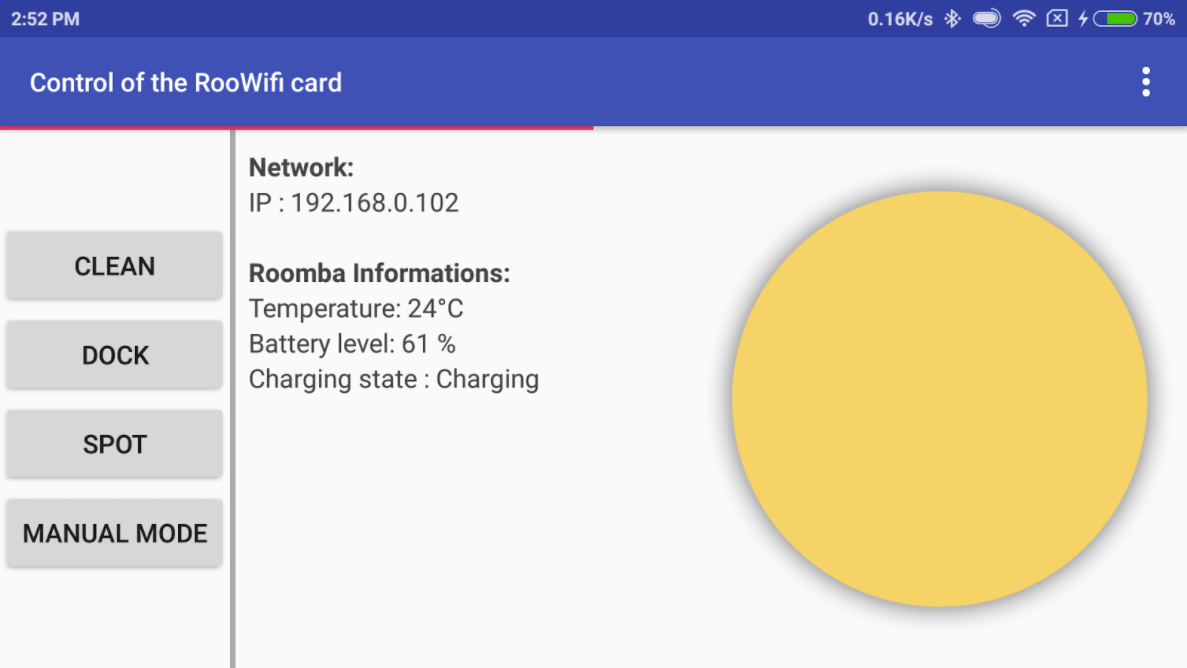 2:52 PM
0.16K/s
70%
Control of the RooWifi card
CLEAN
DOCK
SPOT
MANUAL MODE
Network:
IP : 192.168.0.102
Roomba Informations:
Temperature: 24°C
Battery level: 61 %
Charging state : Charging